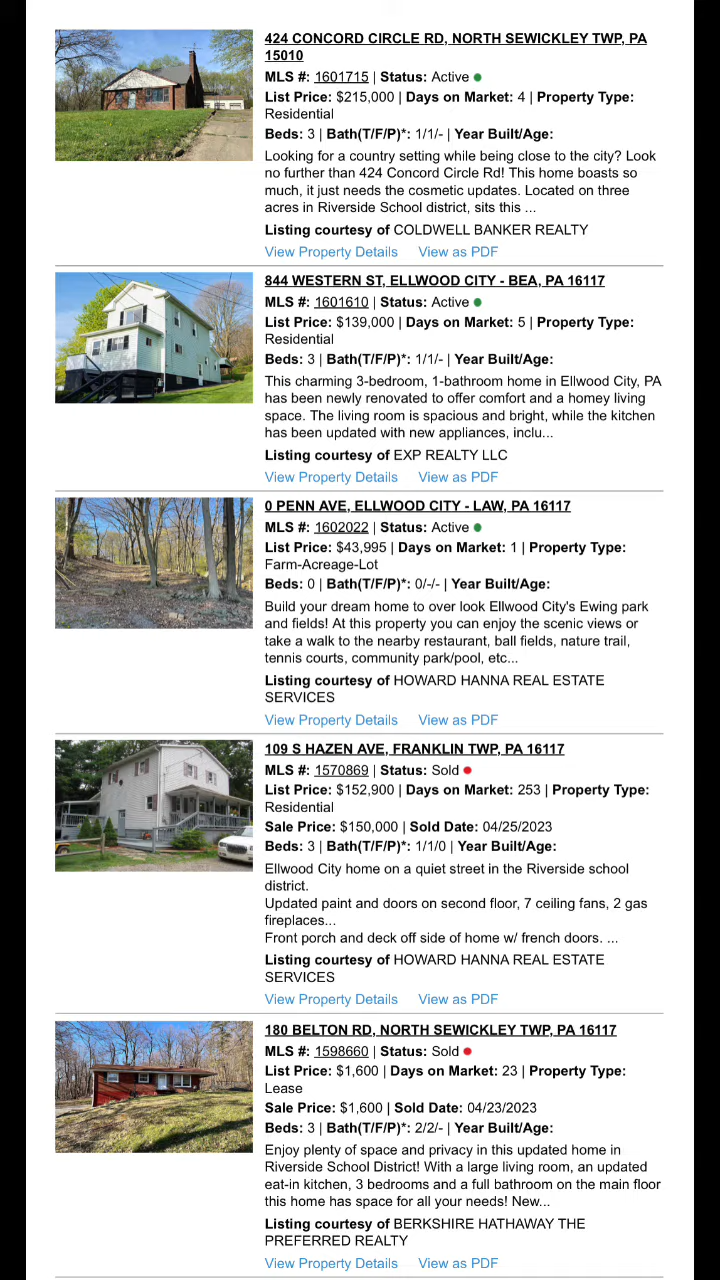 424 CONCORD CIRCLE RD, NORTH SEWICKLEY TWP, PA
15010
MLS #: 1601715 | Status: Active
List Price: $215,000 | Days on Market: 4 | Property Type:
Residential
Beds: 3 | Bath(T/F/P)*: 1/1/- | Year Built/Age:
Looking for a country setting while being close to the city? Look
no further than 424 Concord Circle Rd! This home boasts so
much, it just needs the cosmetic updates. Located on three
acres in Riverside School district, sits this ...
Listing courtesy of COLDWELL BANKER REALTY
View Property Details View as PDF
844 WESTERN ST, ELLWOOD CITY - BEA, PA 16117
MLS #: 1601610 | Status: Active
List Price: $139,000 | Days on Market: 5 | Property Type:
Residential
Beds: 3 | Bath(T/F/P)*: 1/1/- | Year Built/Age:
This charming 3-bedroom, 1-bathroom home in Ellwood City, PA
has been newly renovated to offer comfort and a homey living
space. The living room is spacious and bright, while the kitchen
has been updated with new appliances, inclu...
Listing courtesy of EXP REALTY LLC
View Property Details View as PDF
0 PENN AVE, ELLWOOD CITY - LAW, PA 16117
MLS #: 1602022 | Status: Active
List Price: $43,995 | Days on Market: 1 | Property Type:
Farm-Acreage-Lot
Beds: 0 | Bath(T/F/P)*: 0/-/- | Year Built/Age:
Build your dream home to over look Ellwood City's Ewing park
and fields! At this property you can enjoy the scenic views or
take a walk to the nearby restaurant, ball fields, nature trail,
tennis courts, community park/pool, etc...
Listing courtesy of HOWARD HANNA REAL ESTATE
SERVICES
View Property Details View as PDF
109 S HAZEN AVE, FRANKLIN TWP, PA 16117
MLS #: 1570869 | Status: Sold
List Price: $152,900 | Days on Market: 253 | Property Type:
Residential
Sale Price: $150,000 | Sold Date: 04/25/2023
Beds: 3 | Bath(T/F/P)*: 1/1/0 | Year Built/Age:
Ellwood City home on a quiet street in the Riverside school
district.
Updated paint and doors on second floor, 7 ceiling fans, 2 gas
fireplaces...
Front porch and deck off side of home w/ french doors. ...
Listing courtesy of HOWARD HANNA REAL ESTATE
SERVICES
View Property Details View as PDF
180 BELTON RD, NORTH SEWICKLEY TWP, PA 16117
MLS #: 1598660 | Status: Sold
List Price: $1,600 | Days on Market: 23 | Property Type:
Lease
Sale Price: $1,600 | Sold Date: 04/23/2023
Beds: 3 | Bath(T/F/P)*: 2/2/- | Year Built/Age:
Enjoy plenty of space and privacy in this updated home in
Riverside School District! With a large living room, an updated
eat-in kitchen, 3 bedrooms and a full bathroom on the main floor
this home has space for all your needs! New...
Listing courtesy of BERKSHIRE HATHAWAY THE
PREFERRED REALTY
View Property Details View as PDF